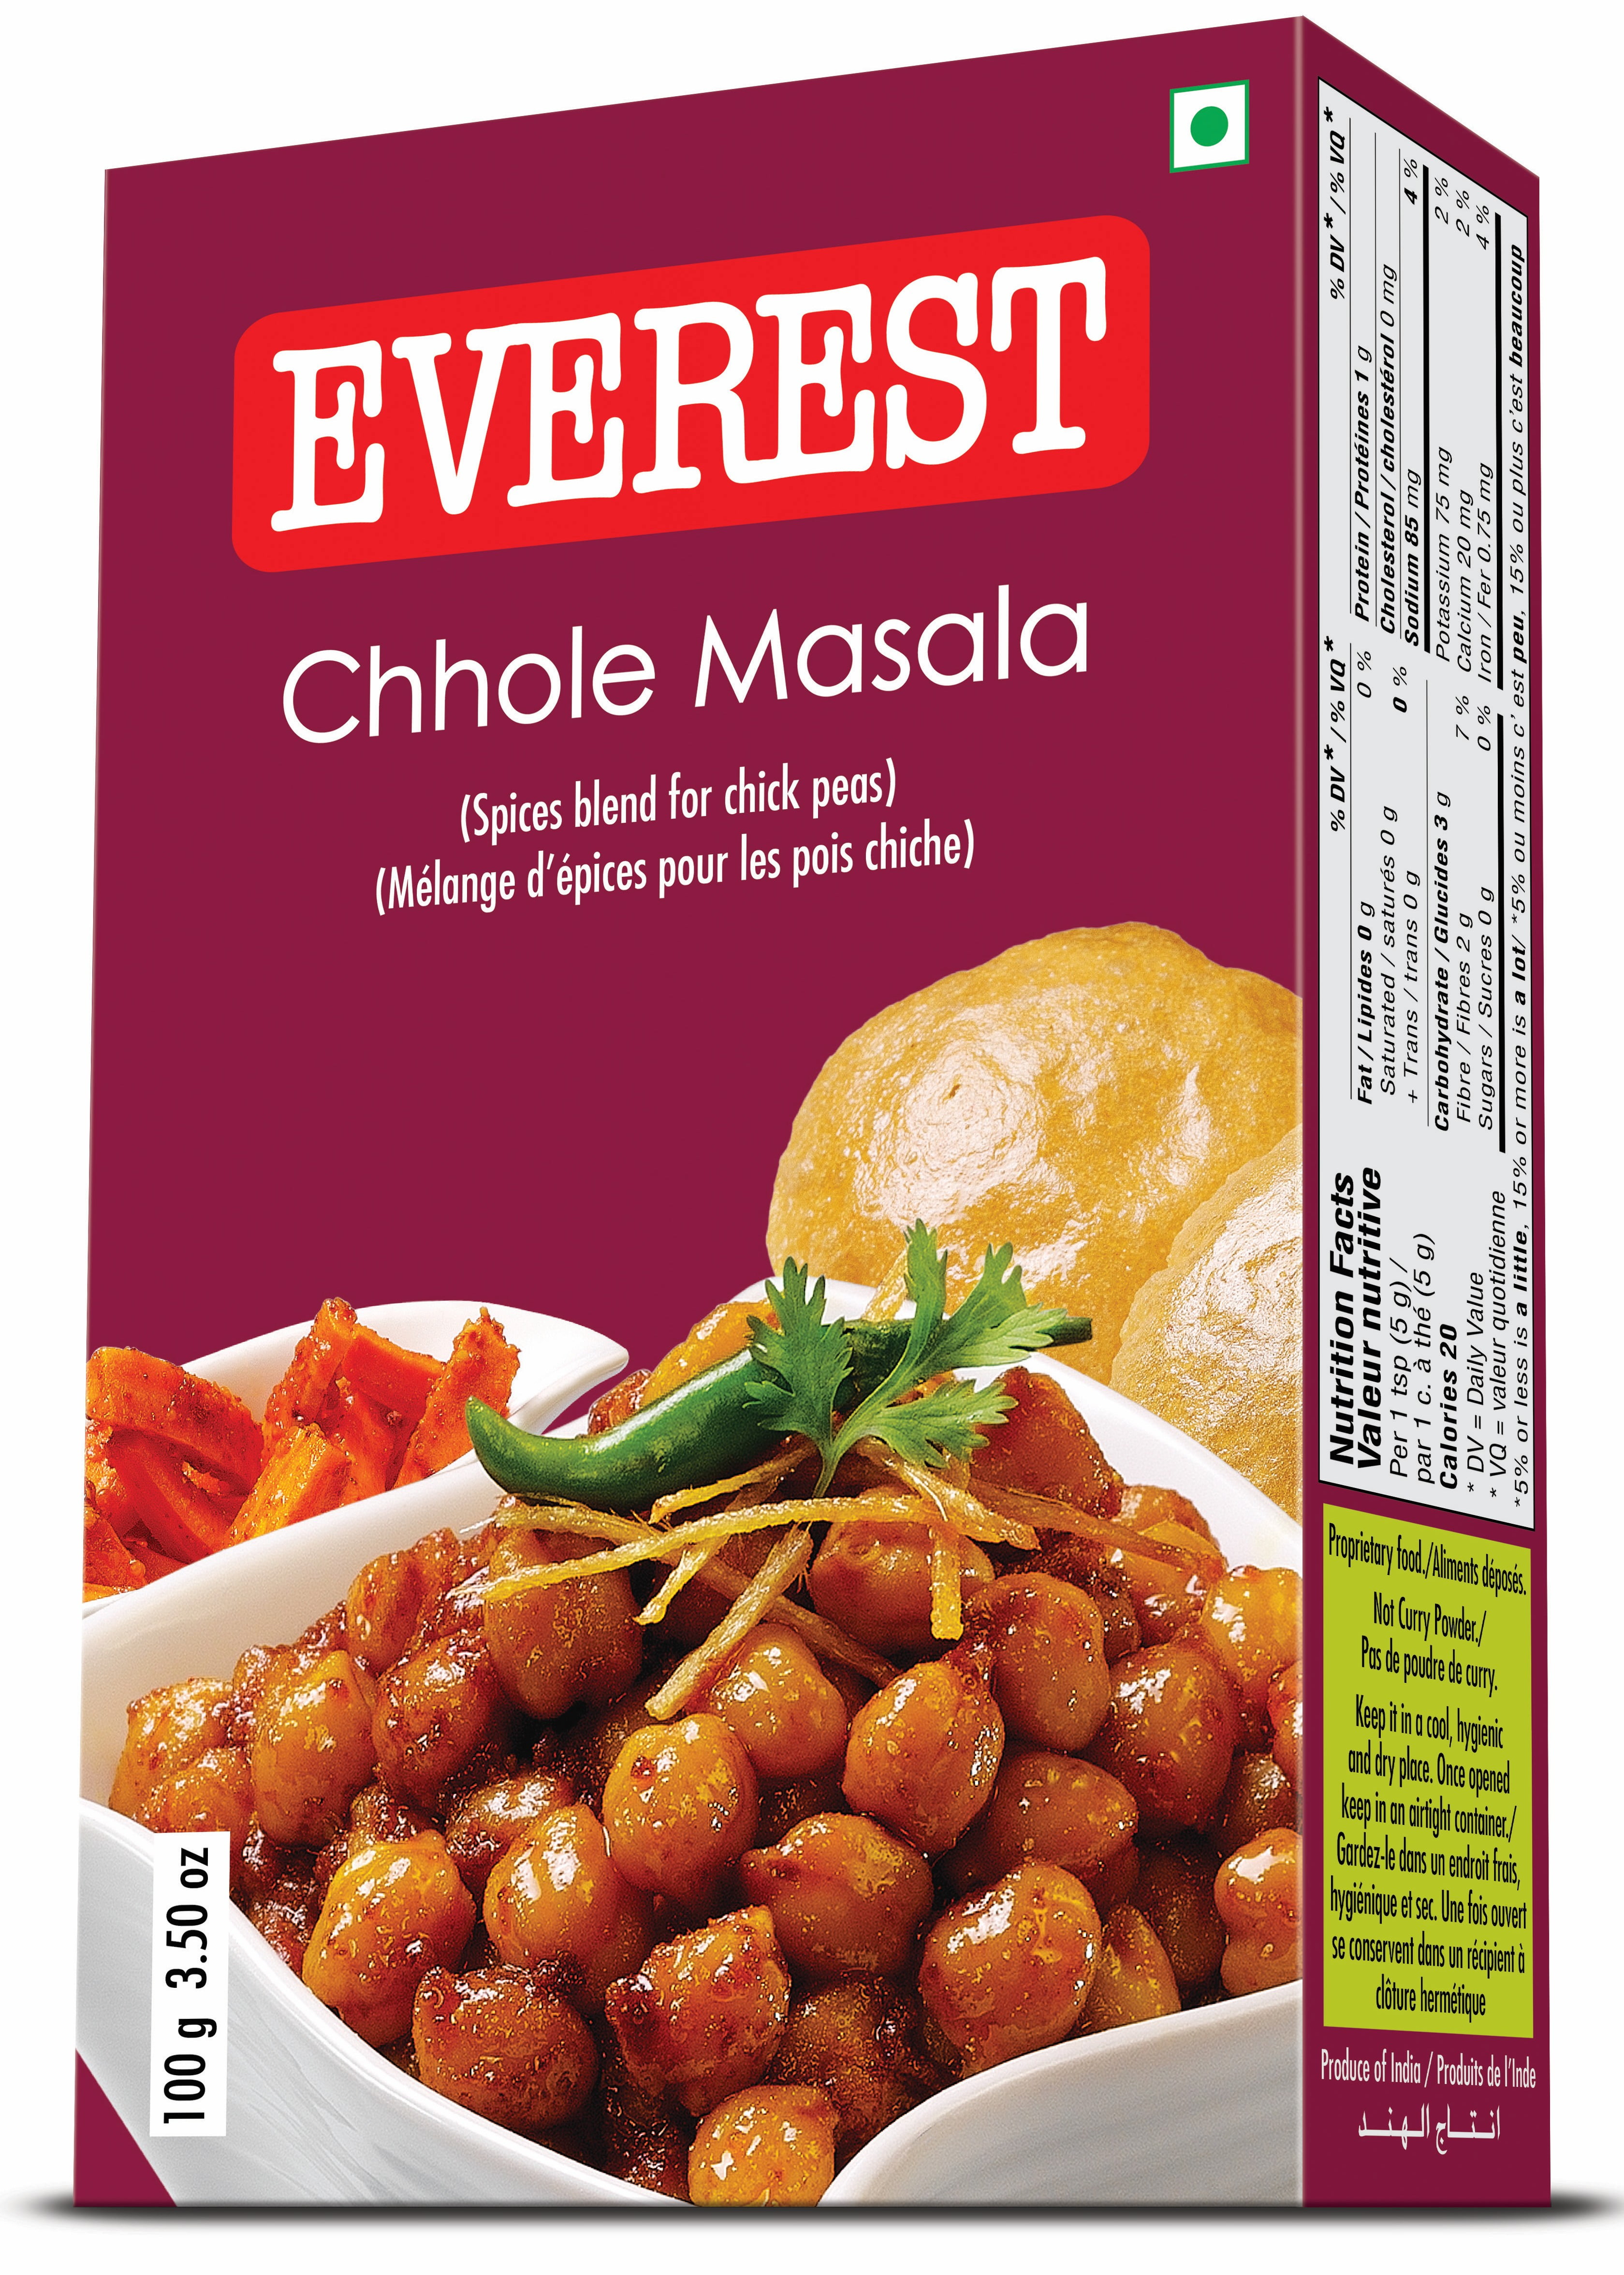 EVEREST
Chhole Masala
(Spices blend for chick peas)
(Mélange d'épices pour les pois chiche)
100 g 3.50 oz
Nutrition Facts
Valeur nutritive
Per 1 tsp (5 g) /
par 1 c. à thé (5 g)
Calories 20
* DV = Daily Value
* VQ = valeur quotidienne
% DV* / % VQ*
Fat / Lipides 0 g 0 %
Saturated / saturés 0 g
+ Trans / trans 0 g 0 %
Carbohydrate / Glucides 3 g
Fibre / Fibres 2 g 7 %
Sugars / Sucres 0 g 0 %
% DV* / % VQ*
Protein / Protéines 1 g
Cholesterol / cholestérol 0 mg
Sodium 85 mg 4 %
Potassium 75 mg 2 %
Calcium 20 mg 2 %
Iron / Fer 0.75 mg 4 %
*5% or less is a little, 15% or more is a lot/ *5% ou moins c' est peu, 15% ou plus c'est beaucoup
Proprietary food./Aliments déposés.
Not Curry Powder./
Pas de poudre de curry.
Keep it in a cool, hygienic
and dry place. Once opened
keep in an airtight container./
Gardez-le dans un endroit frais,
hygiénique et sec. Une fois ouvert
se conservent dans un récipient à
clôture hermétique
Produce of India / Produits de l'Inde
انتاج الهند